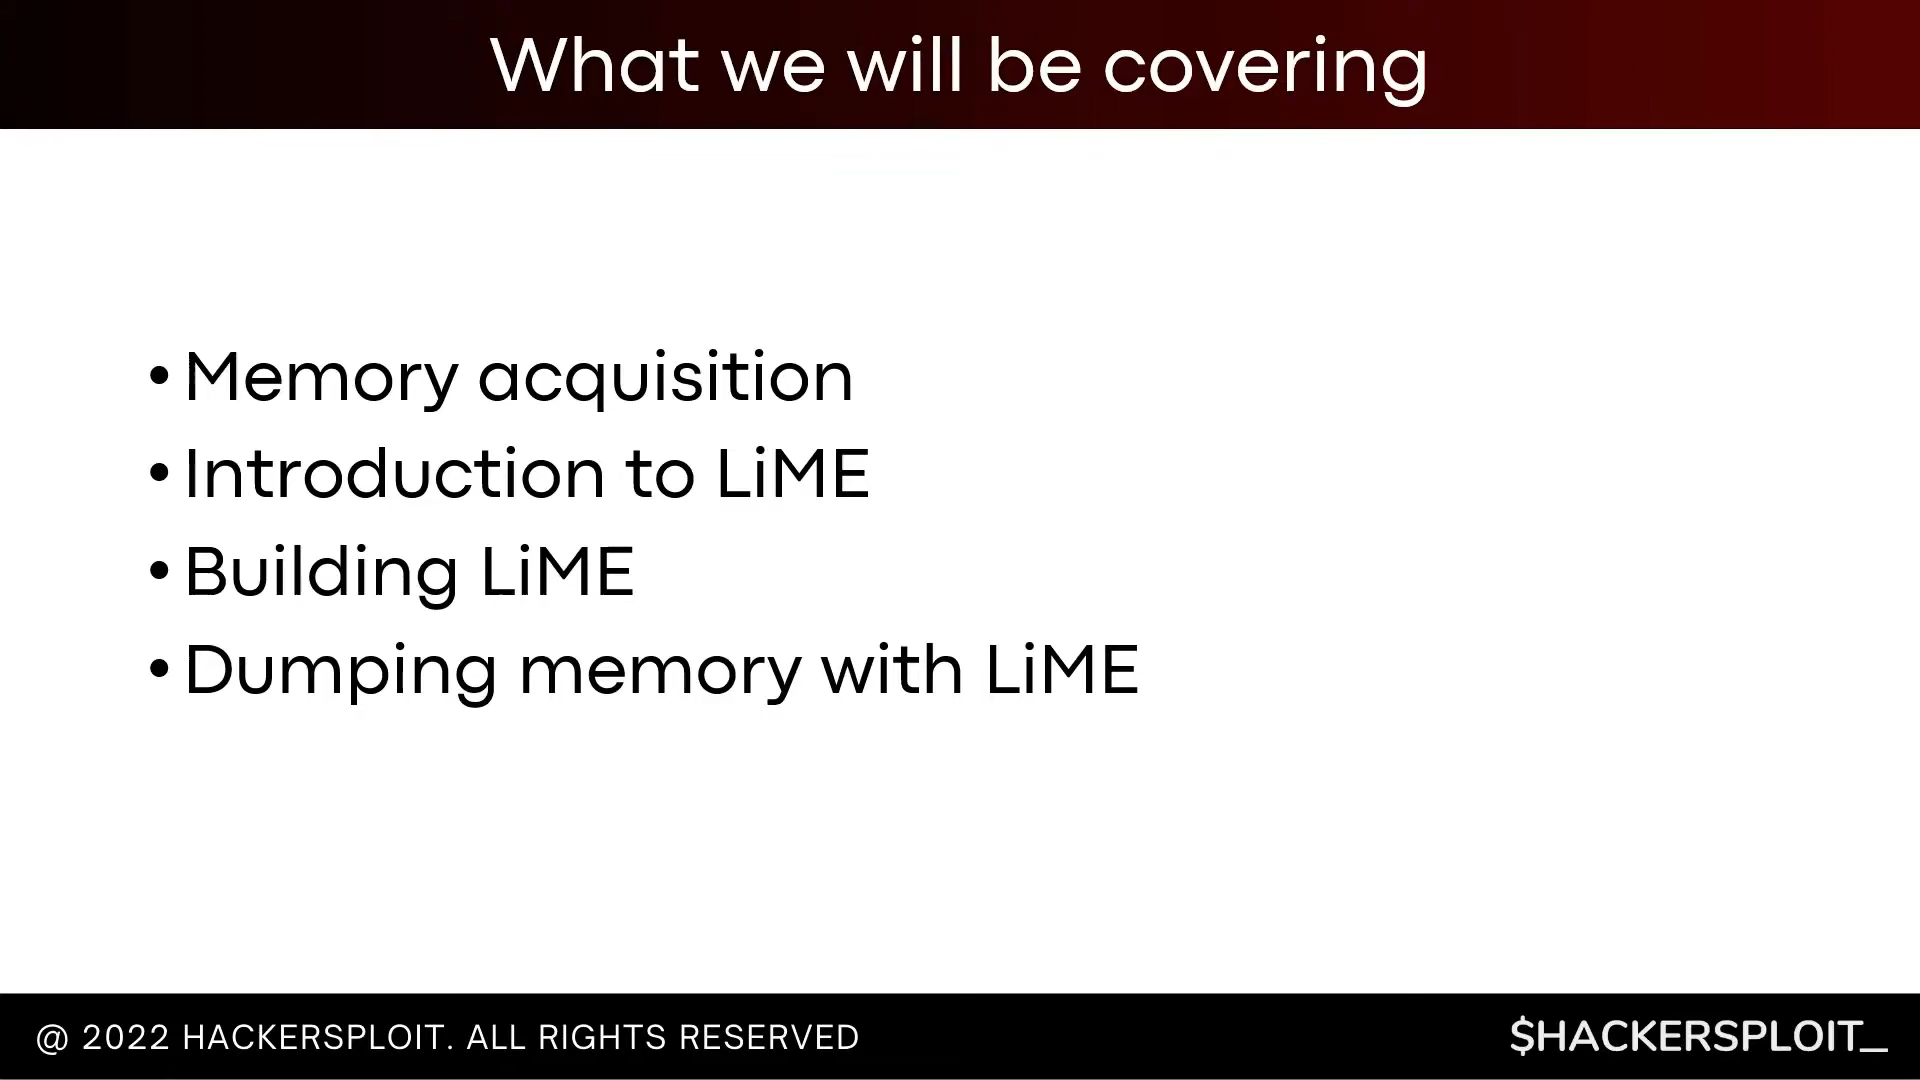 What we will be covering
• Memory acquisition
• Introduction to LiME
• Building LiME
• Dumping memory with LiME
@ 2022 HACKERSPLOIT. ALL RIGHTS RESERVED
$HACKERSPLOIT_